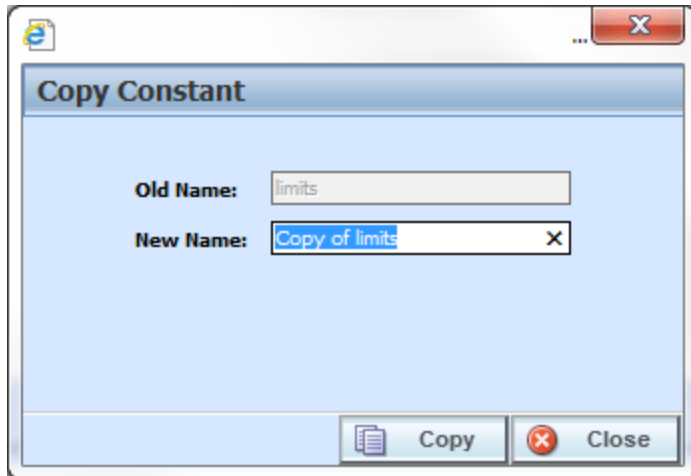 ...
Copy Constant
Old Name: limits
New Name: Copy of limits
Copy Close